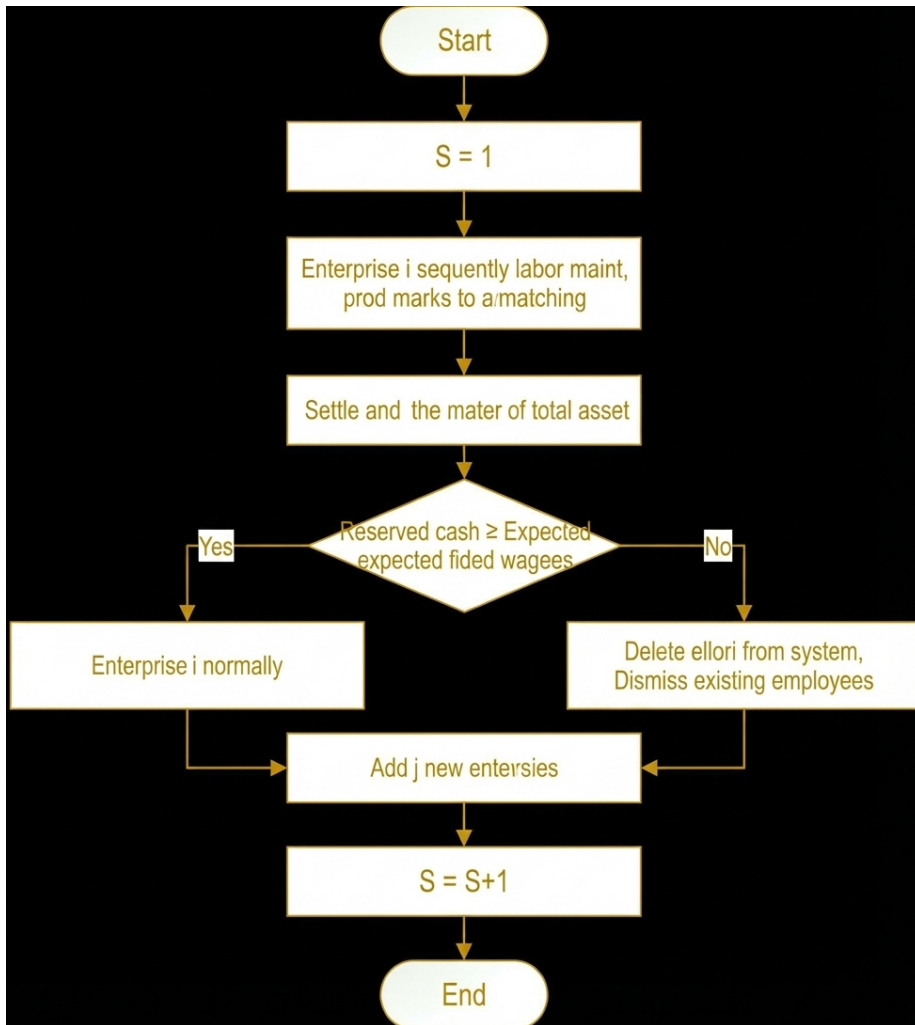 Start
S = 1
Enterprise i sequently labor maint,
prod marks to a/matching
Settle and the mater of total asset
Reserved cash ≥ Expected
expected fided wagees
Yes
No
Enterprise i normally
Delete ellori from system,
Dismiss existing employees
Add j new entersies
S = S+1
End